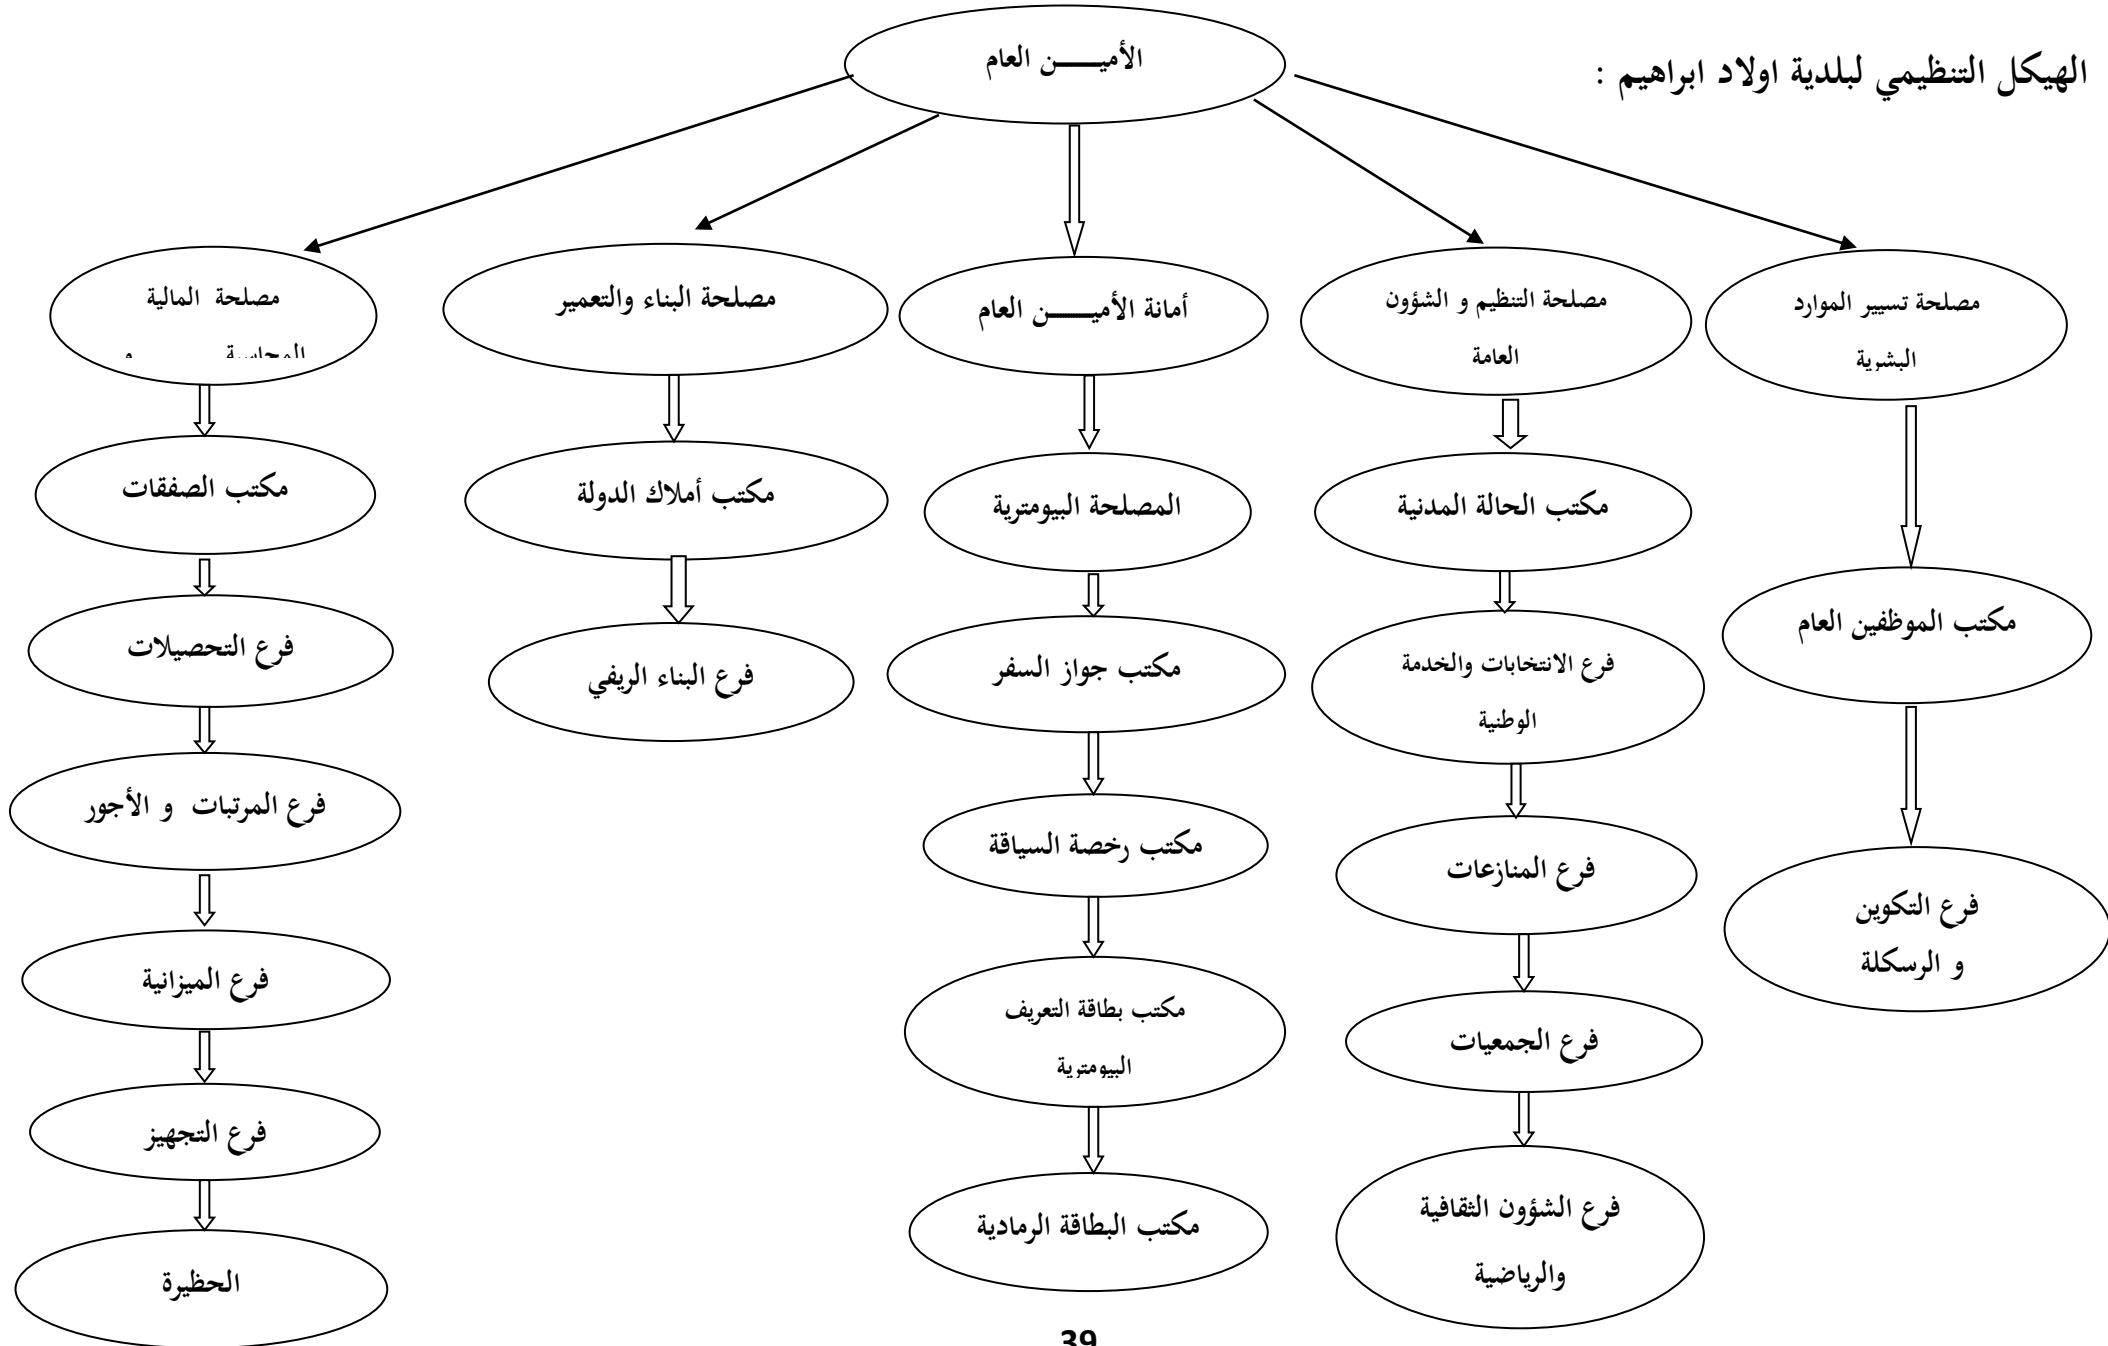 الهيكل التنظيمي لبلدية اولاد ابراهيم :
الأميــــــن العام
مصلحة تسيير الموارد
البشرية
مصلحة التنظيم و الشؤون
العامة
أمانة الأميــــــن العام
مصلحة البناء والتعمير
مصلحة المالية
المحاسبة و
مكتب الموظفين العام
فرع التكوين
و الرسكلة
مكتب الحالة المدنية
فرع الانتخابات والخدمة
الوطنية
فرع المنازعات
فرع الجمعيات
فرع الشؤون الثقافية
والرياضية
المصلحة البيومترية
مكتب جواز السفر
مكتب رخصة السياقة
مكتب بطاقة التعريف
البيومترية
مكتب البطاقة الرمادية
مكتب أملاك الدولة
فرع البناء الريفي
مكتب الصفقات
فرع التحصيلات
فرع المرتبات و الأجور
فرع الميزانية
فرع التجهيز
الحظيرة
39